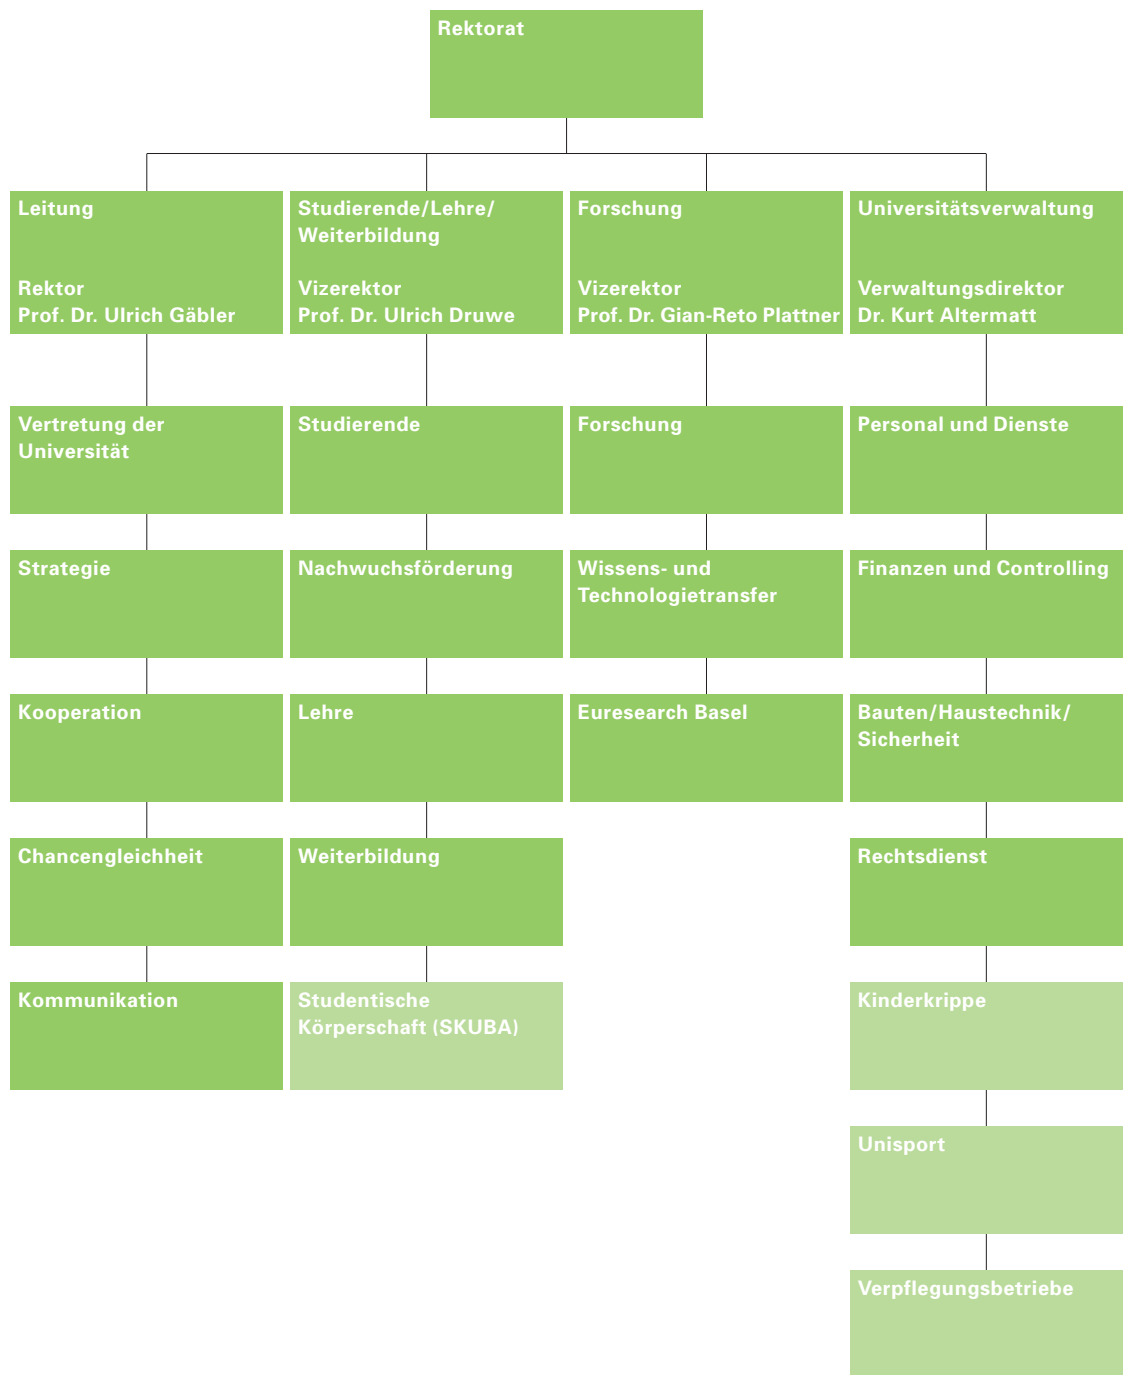 Rektorat
Leitung
Rektor
Prof. Dr. Ulrich Gäbler
Studierende/Lehre/
Weiterbildung
Vizerektor
Prof. Dr. Ulrich Druwe
Forschung
Vizerektor
Prof. Dr. Gian-Reto Plattner
Universitätsverwaltung
Verwaltungsdirektor
Dr. Kurt Altermatt
Vertretung der
Universität
Studierende
Forschung
Personal und Dienste
Strategie
Nachwuchsförderung
Wissens- und
Technologietransfer
Finanzen und Controlling
Kooperation
Lehre
Euresearch Basel
Bauten/Haustechnik/
Sicherheit
Chancengleichheit
Weiterbildung
Rechtsdienst
Kommunikation
Studentische
Körperschaft (SKUBA)
Kinderkrippe
Unisport
Verpflegungsbetriebe